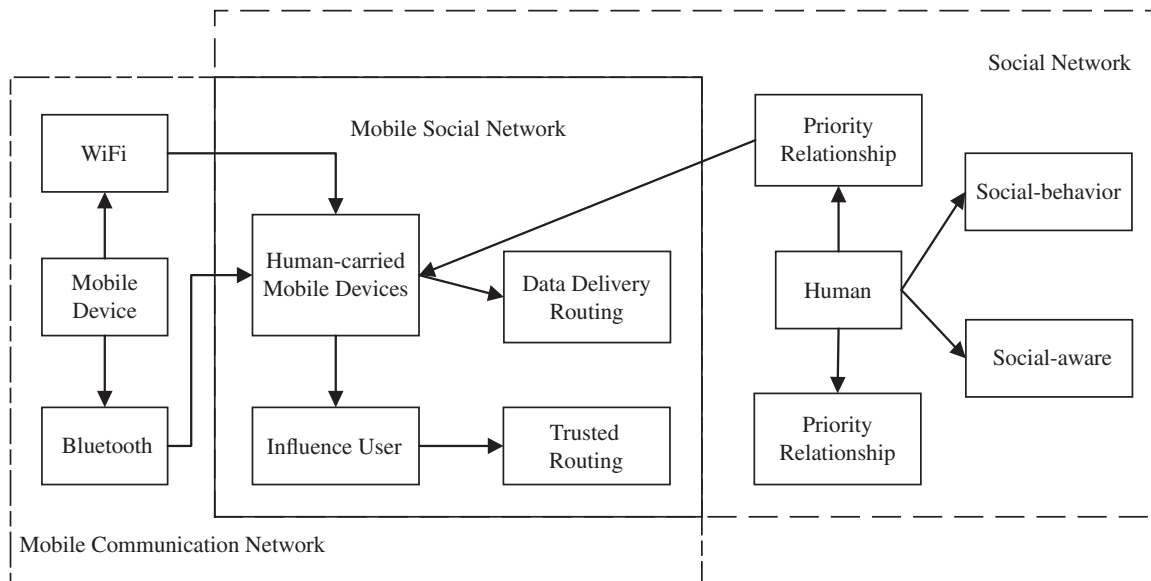 Social Network
Mobile Social Network
WiFi
Priority
Relationship
Social-behavior
Human-carried
Mobile Devices
Mobile
Device
Data Delivery
Routing
Human
Social-aware
Bluetooth
Influence User
Trusted
Routing
Priority
Relationship
Mobile Communication Network